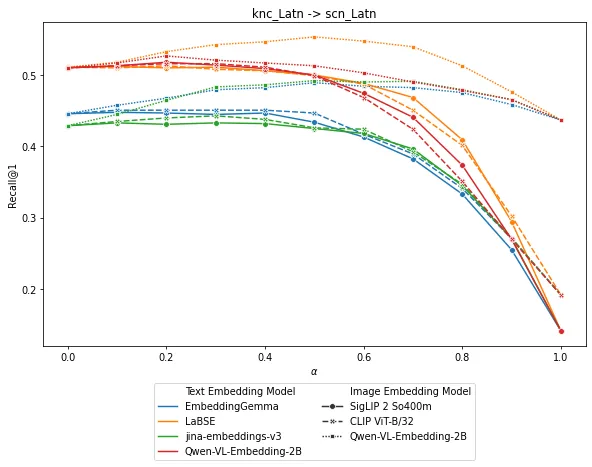 knc_Latn -> scn_Latn
Recall@1
0.5
0.4
0.3
0.2
0.0 0.2 0.4 0.6 0.8 1.0
α
Text Embedding Model
EmbeddingGemma
LaBSE
jina-embeddings-v3
Qwen-VL-Embedding-2B
Image Embedding Model
SigLIP 2 So400m
CLIP ViT-B/32
Qwen-VL-Embedding-2B